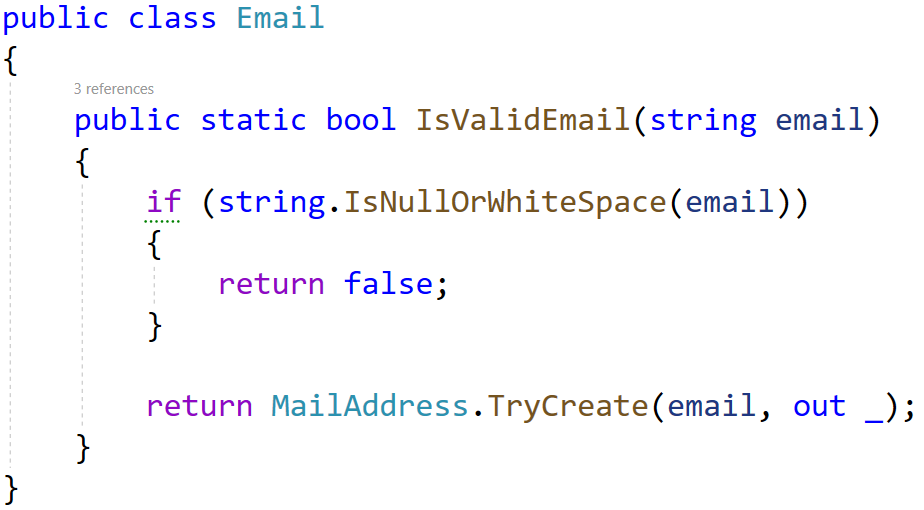 public class Email
{
3 references
public static bool IsValidEmail(string email)
{
if (string.IsNullOrWhiteSpace(email))
{
return false;
}
return MailAddress.TryCreate(email, out _);
}
}